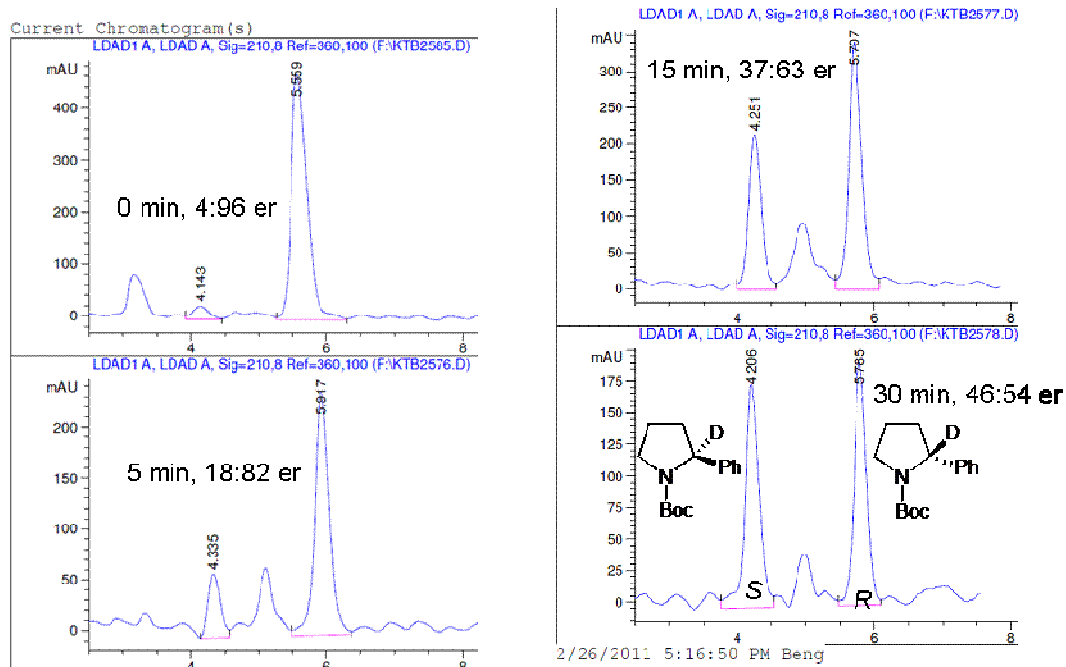 Current Chromatogram(s)
LDAD1 A, LDAD A, Sig=210,8 Ref=360,100 (F:\KTB2585.D)
mAU
5.559
400
300
0 min, 4:96 er
200
100
4.143
0
4
6
8
LDAD1 A, LDAD A, Sig=210,8 Ref=360,100 (F:\KTB2576.D)
mAU
5.917
200
150
5 min, 18:82 er
100
4.335
50
0
4
6
8
LDAD1 A, LDAD A, Sig=210,8 Ref=360,100 (F:\KTB2577.D)
mAU
5.707
350
15 min, 37:63 er
300
250
4.251
200
150
100
50
0
4
6
8
LDAD1 A, LDAD A, Sig=210,8 Ref=360,100 (F:\KTB2578.D)
mAU
4.206
5.785
175
30 min, 46:54 er
150
125
D
Ph
N
Boc
D
Ph
N
Boc
100
75
50
25
S
R
0
4
6
8
2/26/2011 5:16:50 PM Beng